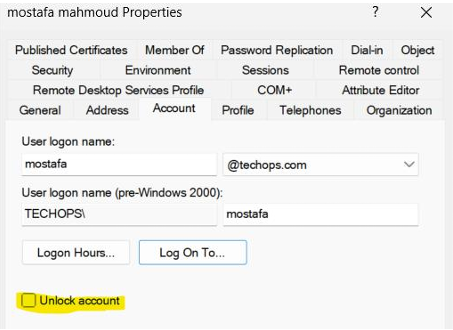 mostafa mahmoud Properties ? ×
Published Certificates Member Of Password Replication Dial-in Object
Security Environment Sessions Remote control
Remote Desktop Services Profile COM+ Attribute Editor
General Address Account Profile Telephones Organization
User logon name:
mostafa @techops.com
User logon name (pre-Windows 2000):
TECHOPS\ mostafa
Logon Hours... Log On To...
Unlock account